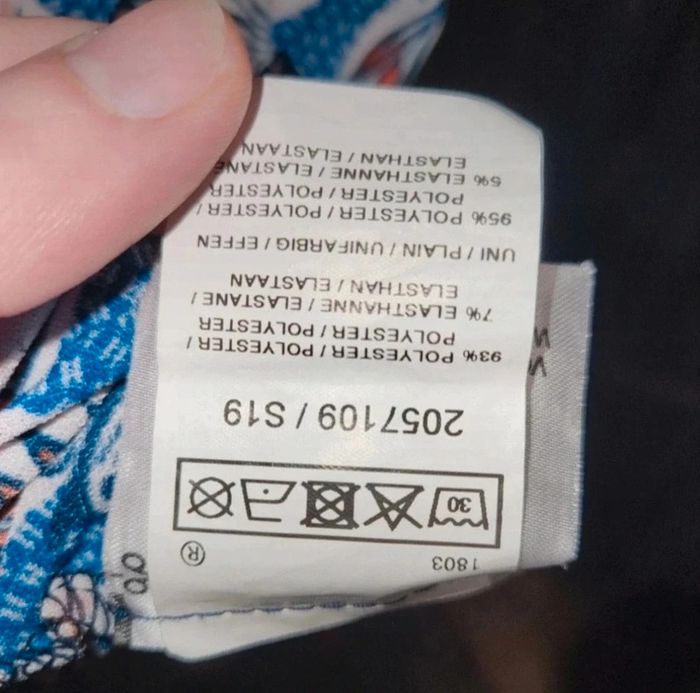 1803 ®
30
2057109 / S19
93% POLYESTER / POLYESTER /
POLYESTER / POLYESTER
7% ELASTHANNE / ELASTANE /
ELASTHAN / ELASTAAN
UNI / PLAIN / UNIFARBIG / EFFEN
95% POLYESTER / POLYESTER /
POLYESTER / POLYESTER
5% ELASTHANNE / ELASTANE
ELASTHAN / ELASTAAN